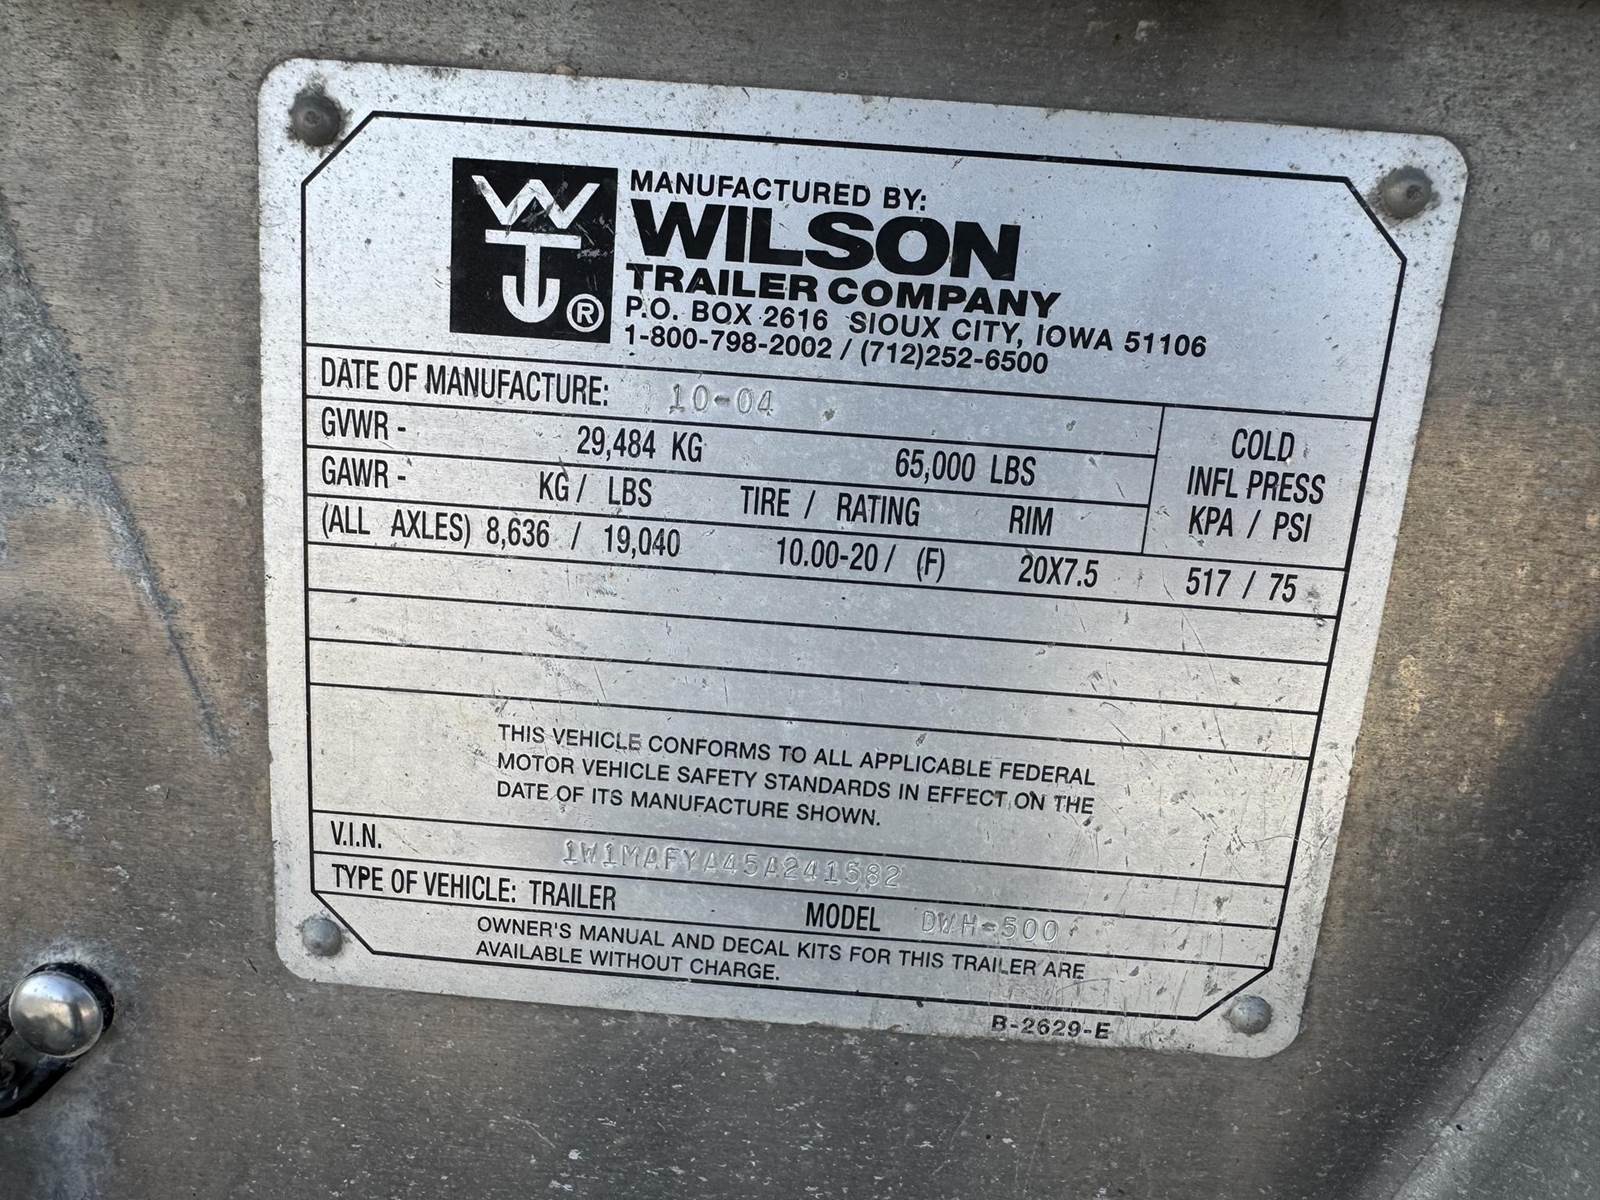 WTJ®
MANUFACTURED BY:
WILSON
TRAILER COMPANY
P.O. BOX 2616 SIOUX CITY, IOWA 51106
1-800-798-2002 / (712)252-6500
DATE OF MANUFACTURE: 10-04
GVWR - 29,484 KG 65,000 LBS
COLD
INFL PRESS
KPA / PSI
GAWR - KG / LBS TIRE / RATING RIM
(ALL AXLES) 8,636 / 19,040 10.00-20 / (F) 20X7.5 517 / 75
THIS VEHICLE CONFORMS TO ALL APPLICABLE FEDERAL
MOTOR VEHICLE SAFETY STANDARDS IN EFFECT ON THE
DATE OF ITS MANUFACTURE SHOWN.
V.I.N. 1W1MAFYA45A241582
TYPE OF VEHICLE: TRAILER MODEL DWH-500
OWNER'S MANUAL AND DECAL KITS FOR THIS TRAILER ARE
AVAILABLE WITHOUT CHARGE.
B-2629-E